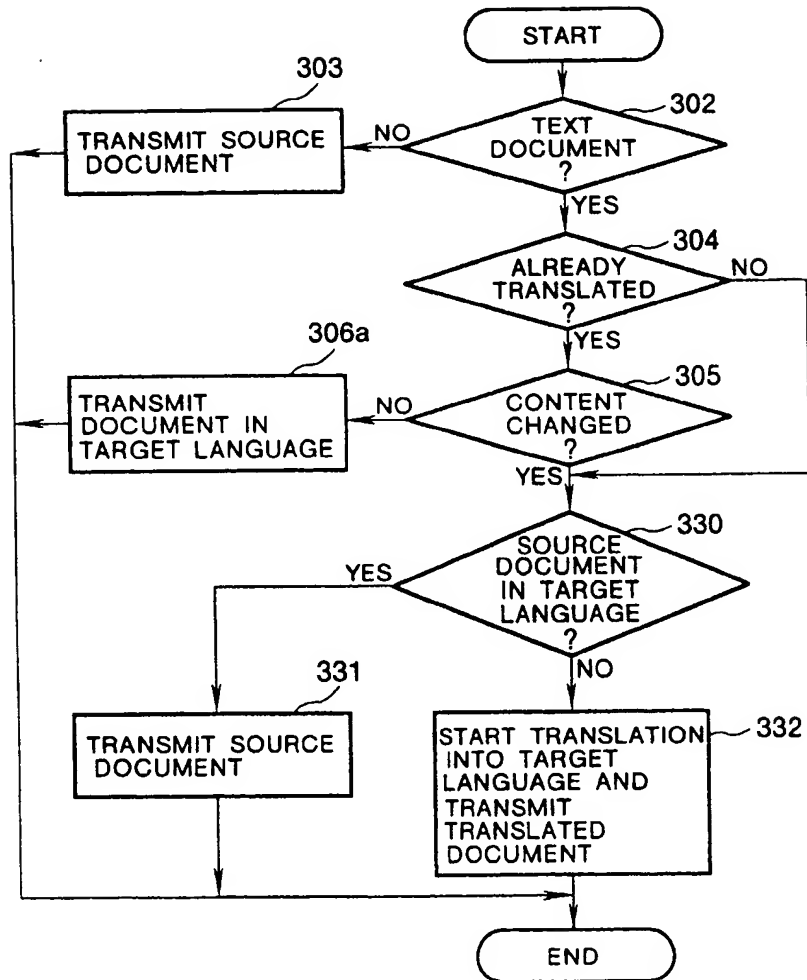 START
303
302
TRANSMIT SOURCE
DOCUMENT
NO
TEXT
DOCUMENT
?
YES
304
ALREADY
TRANSLATED
?
NO
YES
306a
305
TRANSMIT
DOCUMENT IN
TARGET LANGUAGE
NO
CONTENT
CHANGED
?
YES
330
SOURCE
DOCUMENT
IN TARGET
LANGUAGE
?
YES
NO
331
332
TRANSMIT SOURCE
DOCUMENT
START TRANSLATION
INTO TARGET
LANGUAGE AND
TRANSMIT
TRANSLATED
DOCUMENT
END